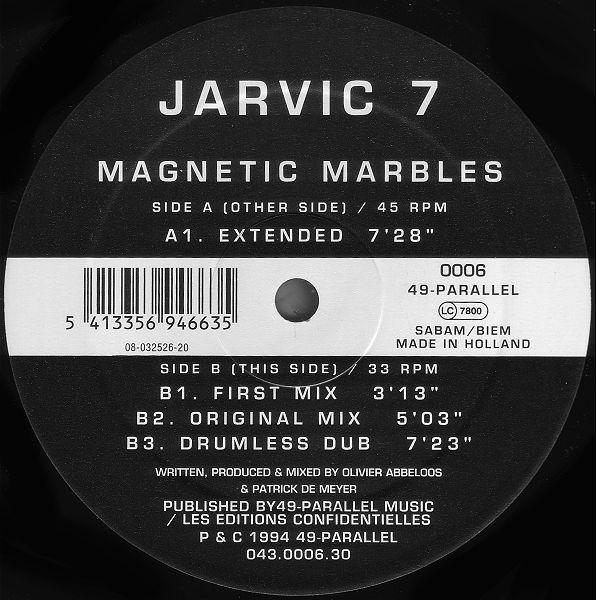 JARVIC 7
MAGNETIC MARBLES
SIDE A (OTHER SIDE) / 45 RPM
A1. EXTENDED 7'28"
5 413356 946635
08-032526-20
0006
49-PARALLEL
LC 7800
SABAM/BIEM
MADE IN HOLLAND
SIDE B (THIS SIDE) / 33 RPM
B1. FIRST MIX 3'13"
B2. ORIGINAL MIX 5'03"
B3. DRUMLESS DUB 7'23"
WRITTEN, PRODUCED & MIXED BY OLIVIER ABBELOOS
& PATRICK DE MEYER
PUBLISHED BY49-PARALLEL MUSIC
/ LES EDITIONS CONFIDENTIELLES
P & C 1994 49-PARALLEL
043.0006.30